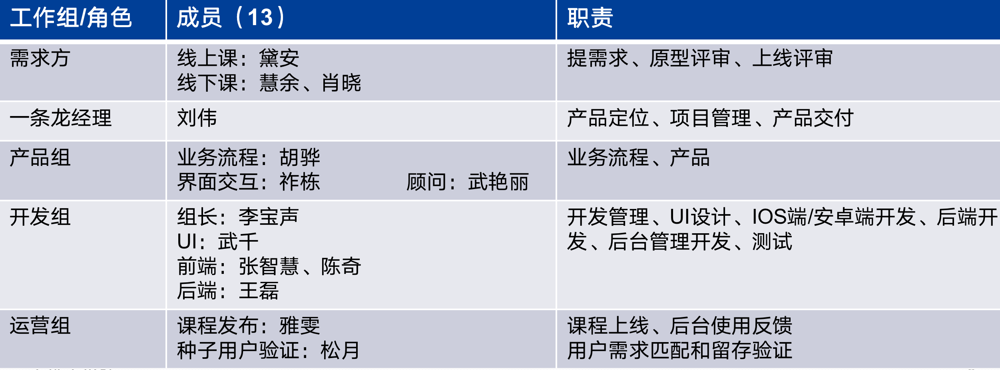 工作组/角色 成员（13） 职责
需求方 线上课：黛安 提需求、原型评审、上线评审
线下课：慧茶、肖晓
一条龙经理 刘伟 产品定位、项目管理、产品交付
产品组 业务流程：胡骅 业务流程、产品
界面交互：祚栋 顾问：武艳丽
开发组 组长：李宝声 开发管理、UI设计、IOS端/安卓端开发、后端开
UI：武千 发、后台管理开发、测试
前端：张智慧、陈奇
后端：王磊
运营组 课程发布：雅雯 课程上线、后台使用反馈
种子用户验证：松月 用户需求匹配和留存验证